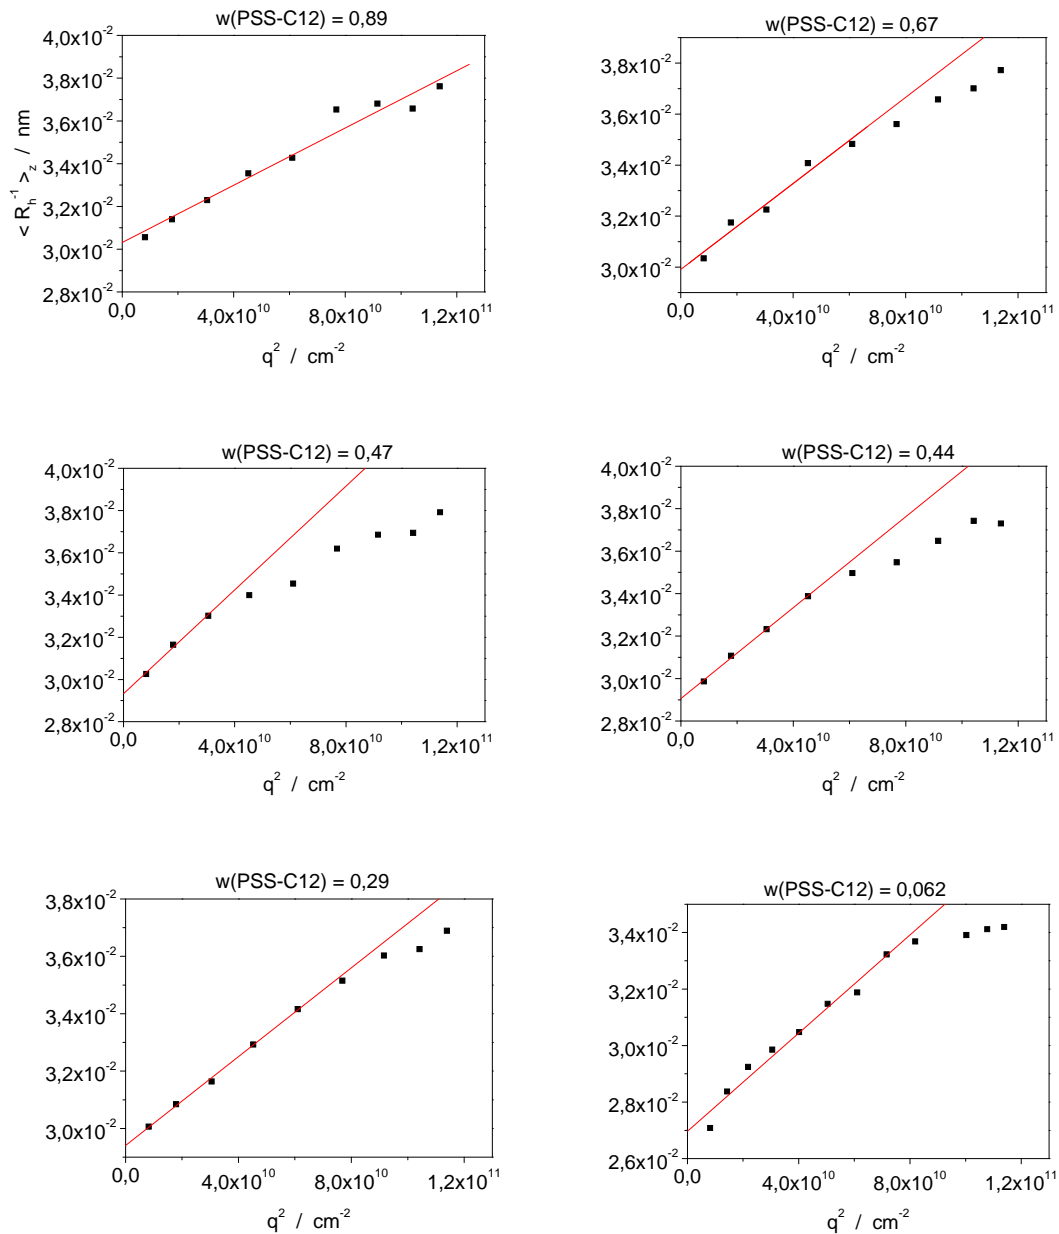 w(PSS-C12) = 0,89
4,0x10⁻²
3,8x10⁻²
3,6x10⁻²
3,4x10⁻²
3,2x10⁻²
3,0x10⁻²
2,8x10⁻²
< R_h⁻¹ >_z / nm
0,0 4,0x10¹⁰ 8,0x10¹⁰ 1,2x10¹¹
q² / cm⁻²
w(PSS-C12) = 0,67
3,8x10⁻²
3,6x10⁻²
3,4x10⁻²
3,2x10⁻²
3,0x10⁻²
0,0 4,0x10¹⁰ 8,0x10¹⁰ 1,2x10¹¹
q² / cm⁻²
w(PSS-C12) = 0,47
4,0x10⁻²
3,8x10⁻²
3,6x10⁻²
3,4x10⁻²
3,2x10⁻²
3,0x10⁻²
2,8x10⁻²
0,0 4,0x10¹⁰ 8,0x10¹⁰ 1,2x10¹¹
q² / cm⁻²
w(PSS-C12) = 0,44
4,0x10⁻²
3,8x10⁻²
3,6x10⁻²
3,4x10⁻²
3,2x10⁻²
3,0x10⁻²
2,8x10⁻²
0,0 4,0x10¹⁰ 8,0x10¹⁰ 1,2x10¹¹
q² / cm⁻²
w(PSS-C12) = 0,29
3,8x10⁻²
3,6x10⁻²
3,4x10⁻²
3,2x10⁻²
3,0x10⁻²
0,0 4,0x10¹⁰ 8,0x10¹⁰ 1,2x10¹¹
q² / cm⁻²
w(PSS-C12) = 0,062
3,4x10⁻²
3,2x10⁻²
3,0x10⁻²
2,8x10⁻²
2,6x10⁻²
0,0 4,0x10¹⁰ 8,0x10¹⁰ 1,2x10¹¹
q² / cm⁻²